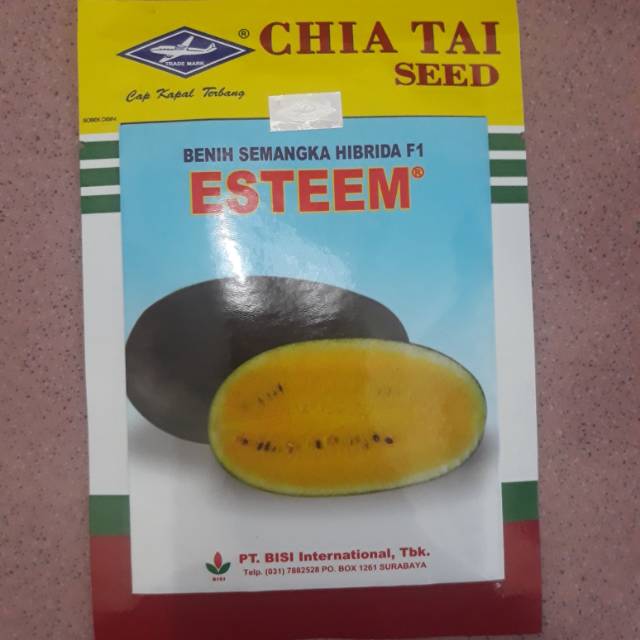 CHIA TAI
SEED
®
TRADE MARK
Cap Kapal Terbang
BENIH SEMANGKA HIBRIDA F1
ESTEEM®
BISI
PT. BISI International, Tbk.
Telp. (031) 7882528 PO. BOX 1261 SURABAYA